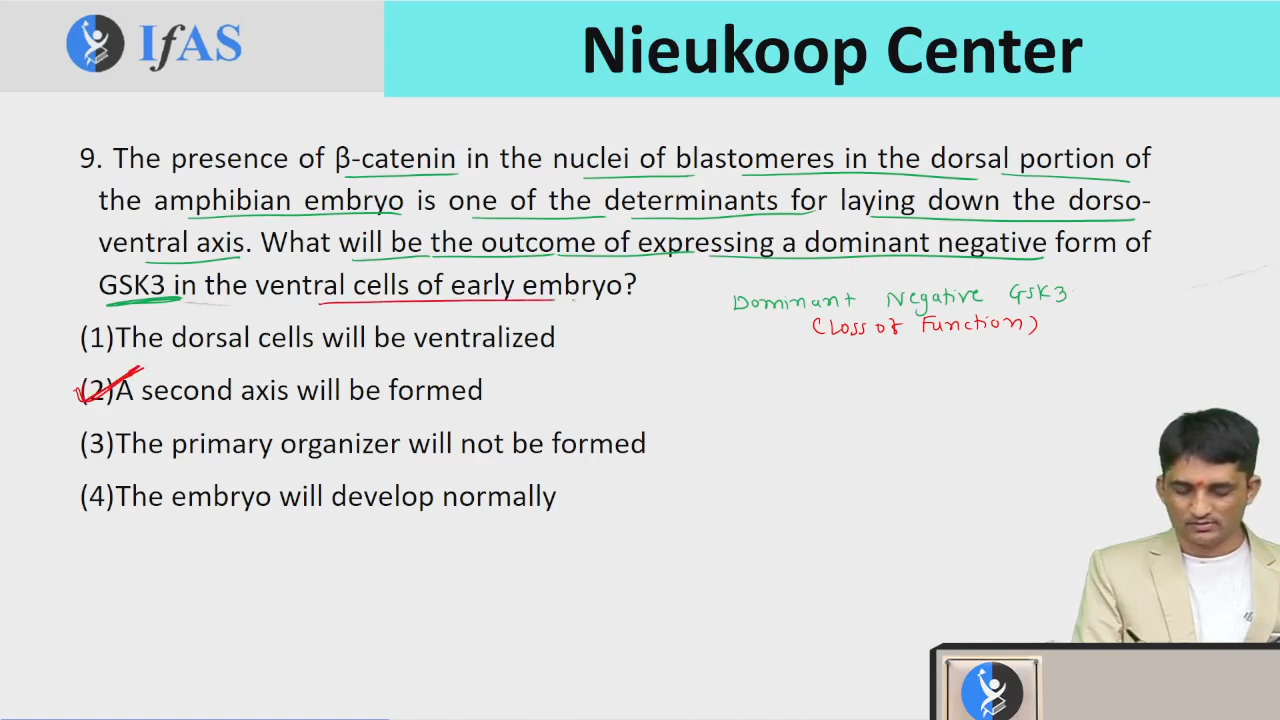 IfAS
Nieukoop Center
9. The presence of β-catenin in the nuclei of blastomeres in the dorsal portion of
the amphibian embryo is one of the determinants for laying down the dorso-
ventral axis. What will be the outcome of expressing a dominant negative form of
GSK3 in the ventral cells of early embryo?
Dominant Negative GSK3
(Loss of Function)
(1)The dorsal cells will be ventralized
(2)A second axis will be formed
(3)The primary organizer will not be formed
(4)The embryo will develop normally